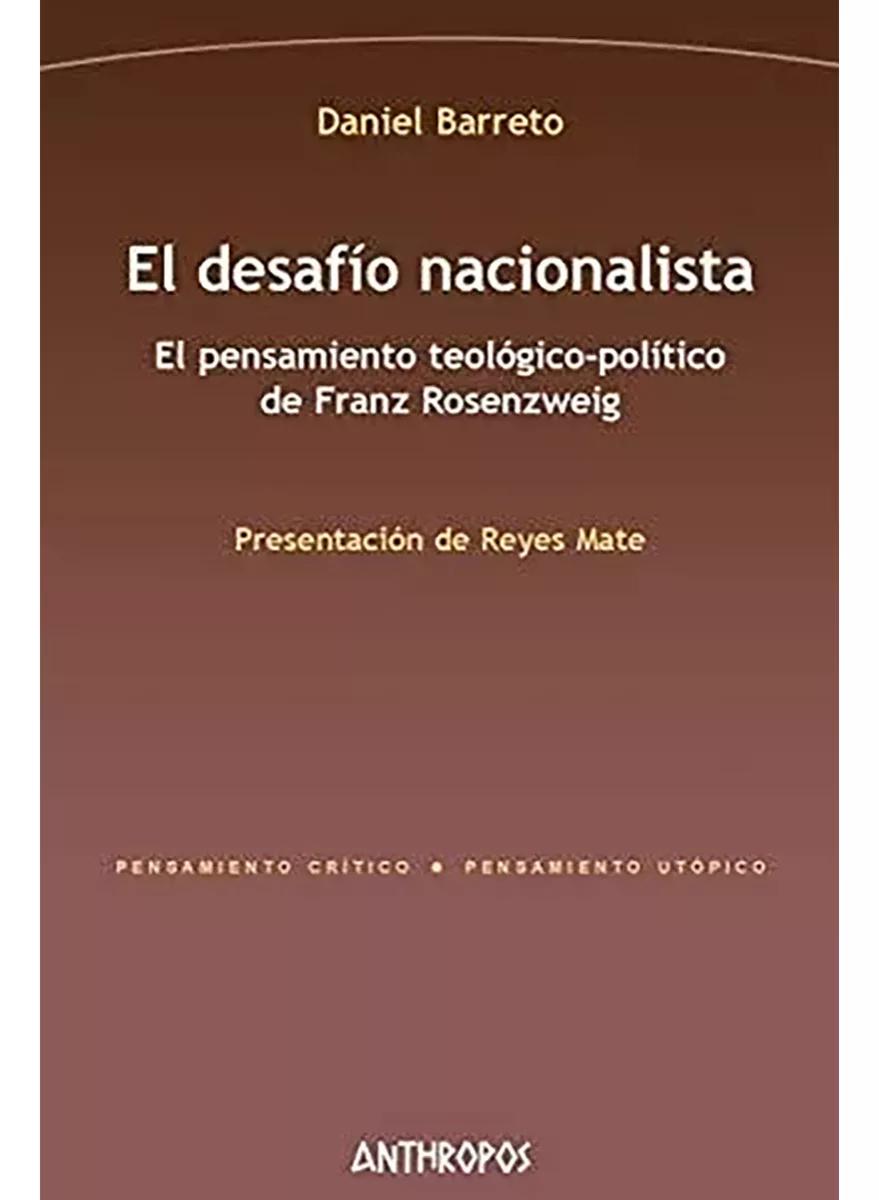 Daniel Barreto
El desafío nacionalista
El pensamiento teológico-político
de Franz Rosenzweig
Presentación de Reyes Mate
PENSAMIENTO CRÍTICO • PENSAMIENTO UTÓPICO
ANTHROPOS